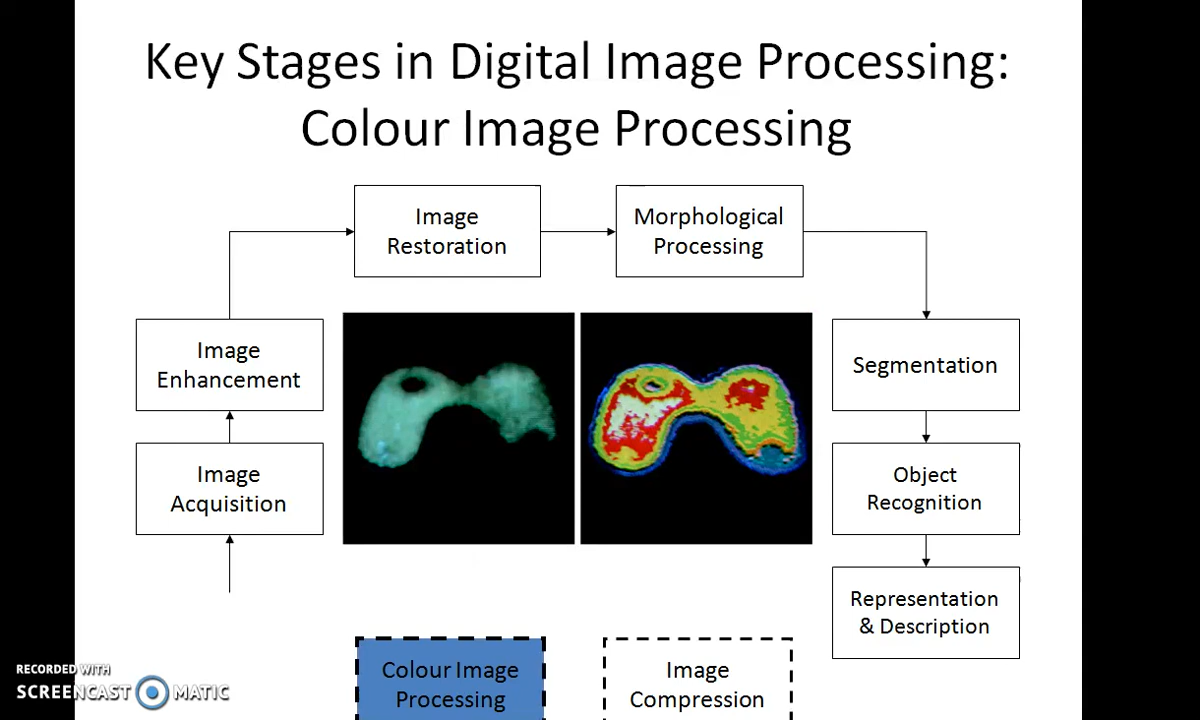 Key Stages in Digital Image Processing:
Colour Image Processing
Image
Restoration
Morphological
Processing
Image
Enhancement
Segmentation
Image
Acquisition
Object
Recognition
Representation
& Description
Colour Image
Processing
Image
Compression
RECORDED WITH
SCREENCAST MATIC